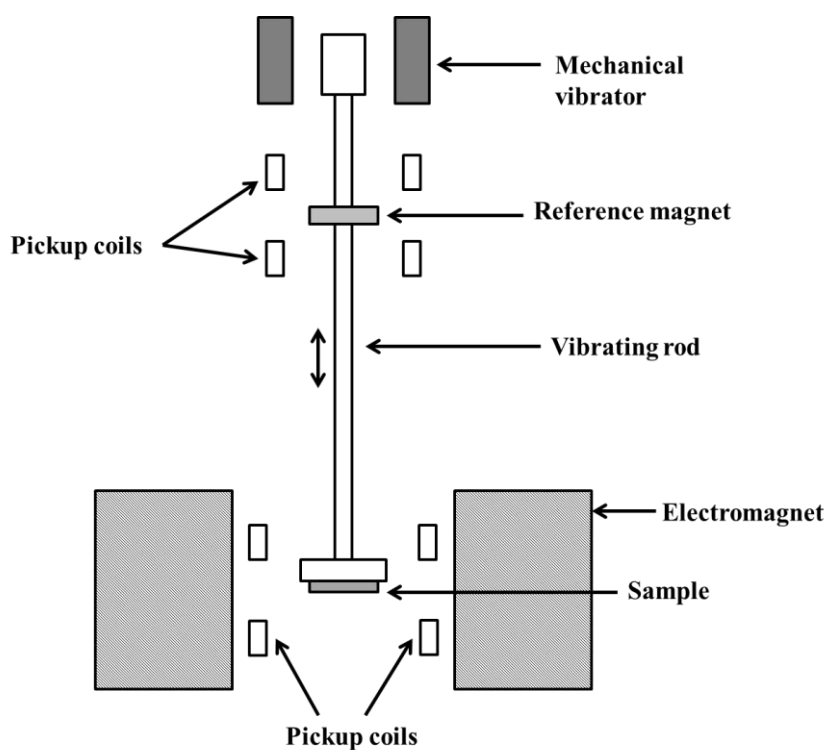 Mechanical
vibrator
Reference magnet
Pickup coils
Vibrating rod
Electromagnet
Sample
Pickup coils